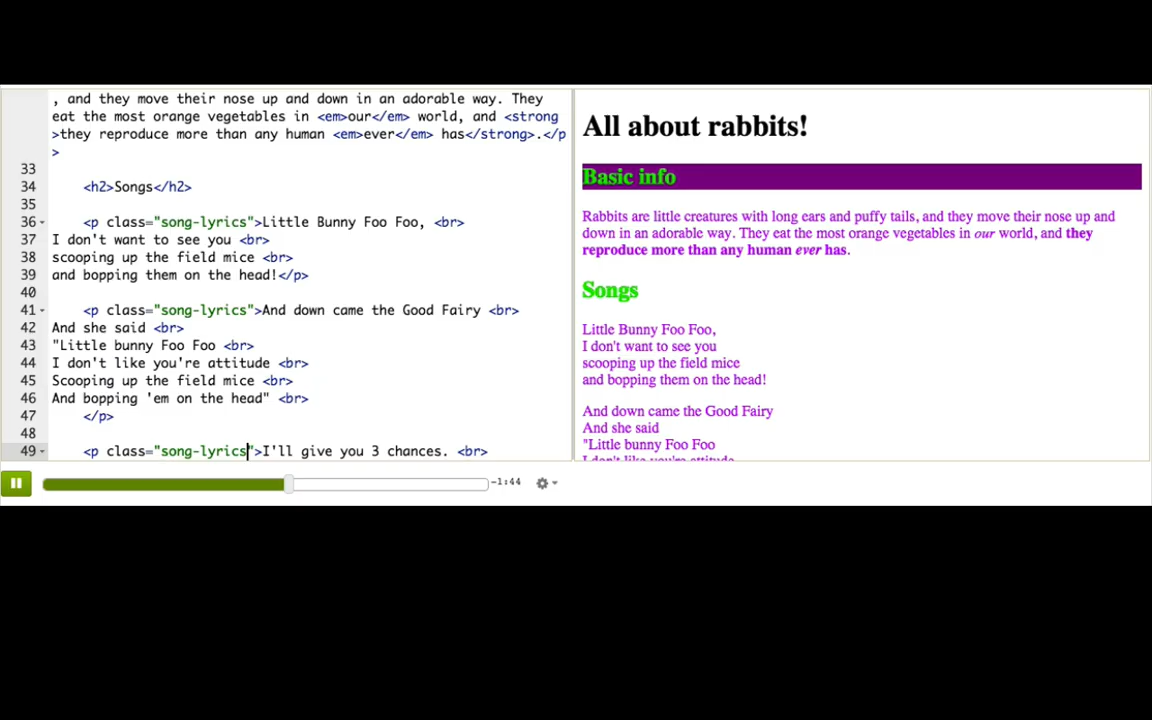 , and they move their nose up and down in an adorable way. They
eat the most orange vegetables in <em>our</em> world, and <strong
>they reproduce more than any human <em>ever</em> has</strong>.</p
>
33
34 <h2>Songs</h2>
35
36 <p class="song-lyrics">Little Bunny Foo Foo, <br>
37 I don't want to see you <br>
38 scooping up the field mice <br>
39 and bopping them on the head!</p>
40
41 <p class="song-lyrics">And down came the Good Fairy <br>
42 And she said <br>
43 "Little bunny Foo Foo <br>
44 I don't like you're attitude <br>
45 Scooping up the field mice <br>
46 And bopping 'em on the head" <br>
47 </p>
48
49 <p class="song-lyrics">I'll give you 3 chances. <br>
All about rabbits!
Basic info
Rabbits are little creatures with long ears and puffy tails, and they move their nose up and
down in an adorable way. They eat the most orange vegetables in our world, and they
reproduce more than any human ever has.
Songs
Little Bunny Foo Foo,
I don't want to see you
scooping up the field mice
and bopping them on the head!
And down came the Good Fairy
And she said
"Little bunny Foo Foo
I don't like you're attitude
-1:44